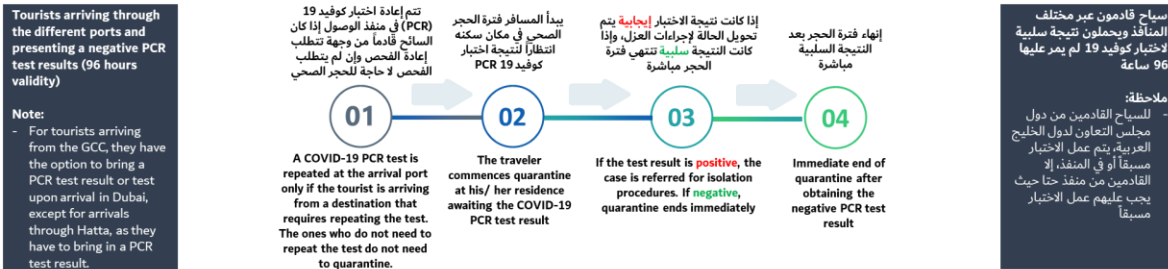 Tourists arriving through
the different ports and
presenting a negative PCR
test results (96 hours
validity)
Note:
- For tourists arriving
from the GCC, they have
the option to bring a
PCR test result or test
upon arrival in Dubai,
except for arrivals
through Hatta, as they
have to bring in a PCR
test result.
تتم إعادة اختبار كوفيد 19
(PCR) في منفذ الوصول إذا كان
السائح قادماً من وجهة تتطلب
إعادة الفحص وإن لم يتطلب
الفحص لا حاجة للحجر الصحي
01
A COVID-19 PCR test is
repeated at the arrival port
only if the tourist is arriving
from a destination that
requires repeating the test.
The ones who do not need to
repeat the test do not need
to quarantine.
يبدأ المسافر فترة الحجر
الصحي في مكان سكنه
انتظاراً لنتيجة اختبار
كوفيد 19 PCR
02
The traveler
commences quarantine
at his/ her residence
awaiting the COVID-19
PCR test result
إذا كانت نتيجة الاختبار إيجابية يتم
تحويل الحالة لإجراءات العزل، وإذا
كانت النتيجة سلبية تنتهي فترة
الحجر مباشرة
03
If the test result is positive, the
case is referred for isolation
procedures. If negative,
quarantine ends immediately
إنهاء فترة الحجر بعد
النتيجة السلبية
مباشرة
04
Immediate end of
quarantine after
obtaining the
negative PCR test
result
سياح قادمون عبر مختلف
المنافذ ويحملون نتيجة سلبية
لاختبار كوفيد 19 لم يمر عليها
96 ساعة
ملاحظة:
- للسياح القادمين من دول
مجلس التعاون لدول الخليج
العربية، يتم عمل الاختبار
مسبقاً أو في المنفذ، إلا
القادمين من منفذ حتا حيث
يجب عليهم عمل الاختبار
مسبقاً